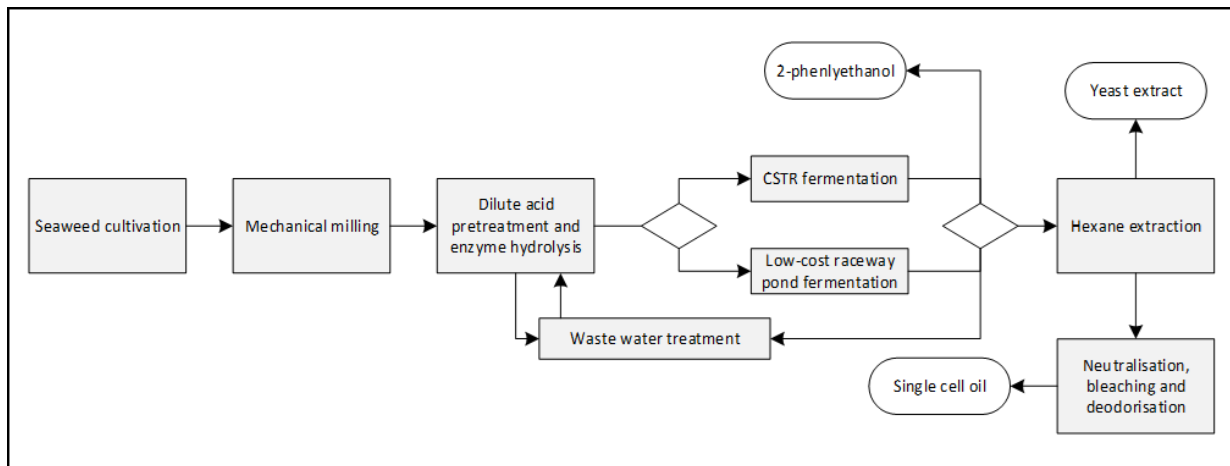 2-phenlyethanol
Yeast extract
Seaweed cultivation
Mechanical milling
Dilute acid
pretreatment and
enzyme hydrolysis
CSTR fermentation
Low-cost raceway
pond fermentation
Hexane extraction
Waste water treatment
Single cell oil
Neutralisation,
bleaching and
deodorisation